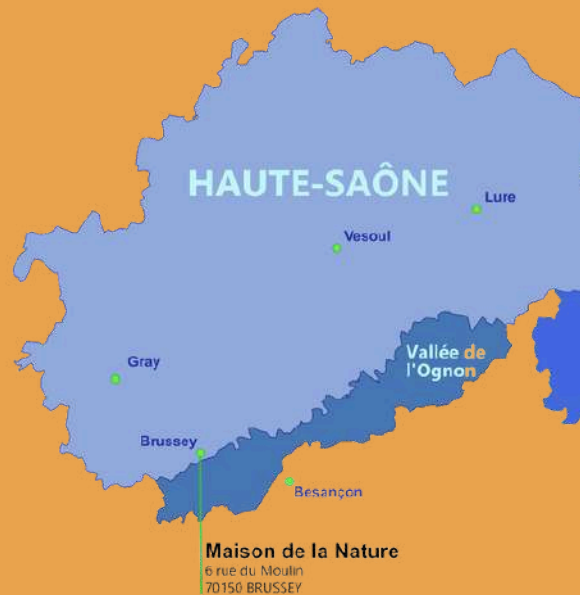 HAUTE-SAÔNE
Lure
Vesoul
Vallée de
l'Ognon
Gray
Brussey
Besançon
Maison de la Nature
6 rue du Moulin
70150 BRUSSEY